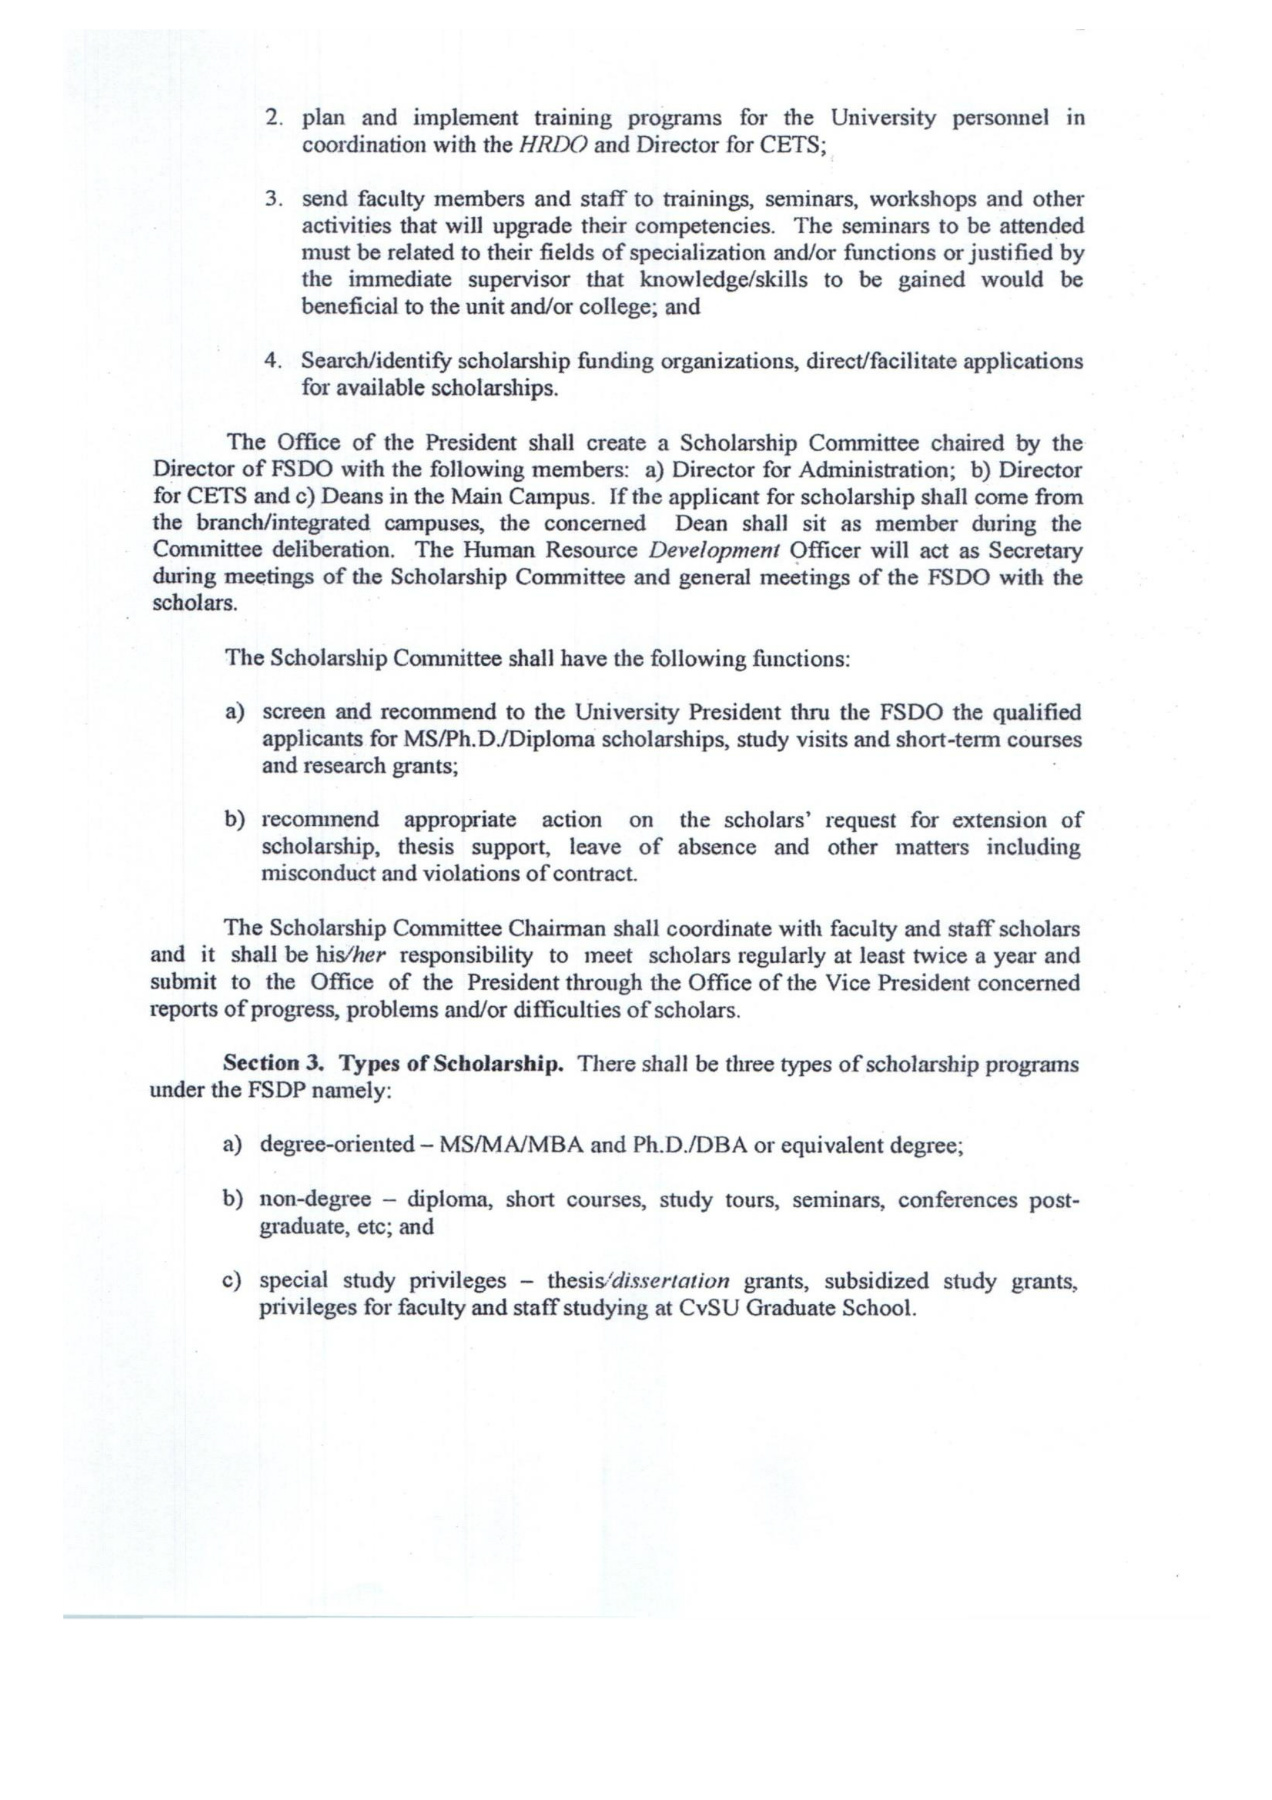 2. plan and implement training programs for the University personnel in
coordination with the HRDO and Director for CETS;
3. send faculty members and staff to trainings, seminars, workshops and other
activities that will upgrade their competencies. The seminars to be attended
must be related to their fields of specialization and/or functions or justified by
the immediate supervisor that knowledge/skills to be gained would be
beneficial to the unit and/or college; and
4. Search/identify scholarship funding organizations, direct/facilitate applications
for available scholarships.
The Office of the President shall create a Scholarship Committee chaired by the
Director of FSDO with the following members: a) Director for Administration; b) Director
for CETS and c) Deans in the Main Campus. If the applicant for scholarship shall come from
the branch/integrated campuses, the concerned Dean shall sit as member during the
Committee deliberation. The Human Resource Development Officer will act as Secretary
during meetings of the Scholarship Committee and general meetings of the FSDO with the
scholars.
The Scholarship Committee shall have the following functions:
a) screen and recommend to the University President thru the FSDO the qualified
applicants for MS/Ph.D./Diploma scholarships, study visits and short-term courses
and research grants;
b) recommend appropriate action on the scholars' request for extension of
scholarship, thesis support, leave of absence and other matters including
misconduct and violations of contract.
The Scholarship Committee Chairman shall coordinate with faculty and staff scholars
and it shall be his/her responsibility to meet scholars regularly at least twice a year and
submit to the Office of the President through the Office of the Vice President concerned
reports of progress, problems and/or difficulties of scholars.
Section 3. Types of Scholarship. There shall be three types of scholarship programs
under the FSDP namely:
a) degree-oriented – MS/MA/MBA and Ph.D./DBA or equivalent degree;
b) non-degree – diploma, short courses, study tours, seminars, conferences post-
graduate, etc; and
c) special study privileges – thesis/dissertation grants, subsidized study grants,
privileges for faculty and staff studying at CvSU Graduate School.